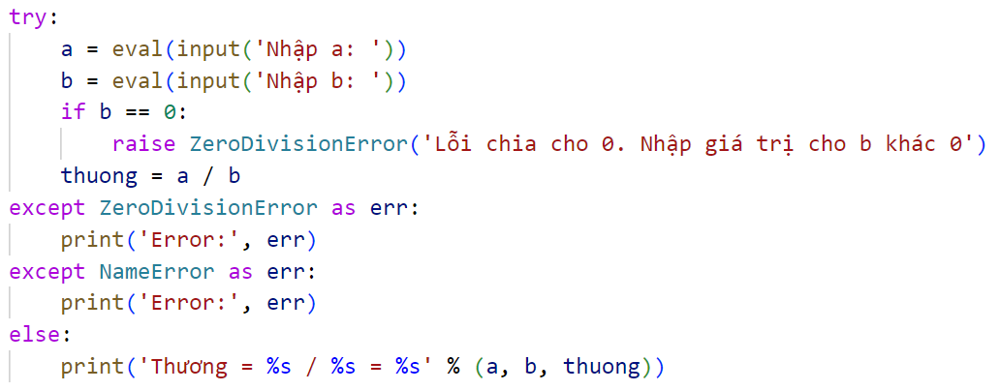 try:
    a = eval(input('Nhập a: '))
    b = eval(input('Nhập b: '))
    if b == 0:
        raise ZeroDivisionError('Lỗi chia cho 0. Nhập giá trị cho b khác 0')
    thuong = a / b
except ZeroDivisionError as err:
    print('Error:', err)
except NameError as err:
    print('Error:', err)
else:
    print('Thương = %s / %s = %s' % (a, b, thuong))